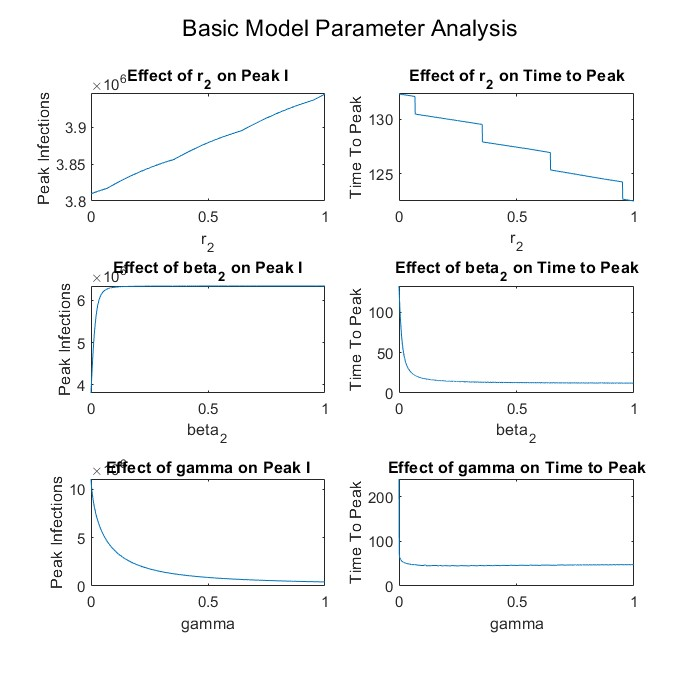 Basic Model Parameter Analysis
×10⁶
Effect of r₂ on Peak I
Peak Infections
3.9
3.85
3.8
0
0.5
1
r₂
Effect of r₂ on Time to Peak
Time To Peak
130
125
0
0.5
1
r₂
×10⁶
Effect of beta₂ on Peak I
Peak Infections
6
5
4
0
0.5
1
beta₂
Effect of beta₂ on Time to Peak
Time To Peak
100
50
0
0
0.5
1
beta₂
×10⁶
Effect of gamma on Peak I
Peak Infections
10
5
0
0
0.5
1
gamma
Effect of gamma on Time to Peak
Time To Peak
200
100
0
0
0.5
1
gamma